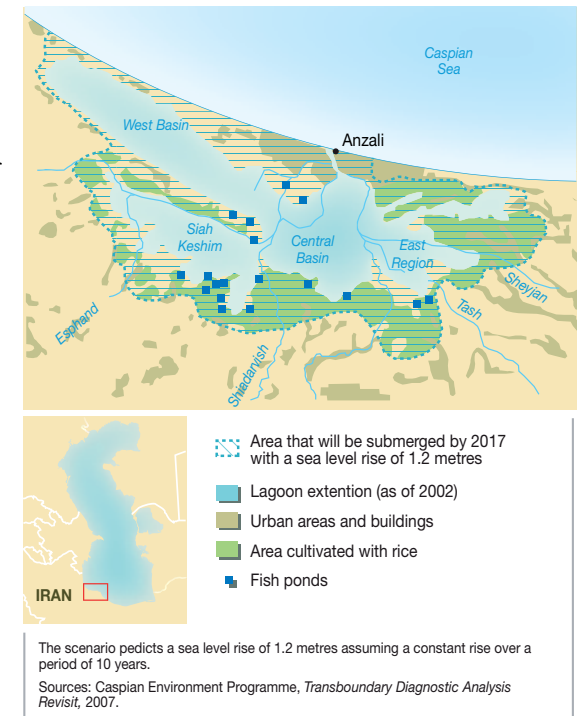 Caspian
Sea
Anzali
West Basin
Siah
Keshim
Central
Basin
East
Region
Sheyjan
Tash
Esphand
Shiadarvish
Area that will be submerged by 2017
with a sea level rise of 1.2 metres
Lagoon extention (as of 2002)
Urban areas and buildings
Area cultivated with rice
Fish ponds
IRAN
The scenario pedicts a sea level rise of 1.2 metres assuming a constant rise over a
period of 10 years.
Sources: Caspian Environment Programme, Transboundary Diagnostic Analysis
Revisit, 2007.